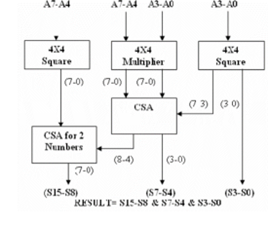 A7-A4 A7-A4 A3-A0 A3-A0
4X4 Square
4X4 Multiplier
4X4 Square
(7-0) (7-0) (7-0)
CSA
(7 3) (3 0)
CSA for 2 Numbers
(8-4) (3-0)
(7-0)
(S15-S8) (S7-S4) (S3-S0)
RESULT= S15-S8 & S7-S4 & S3-S0